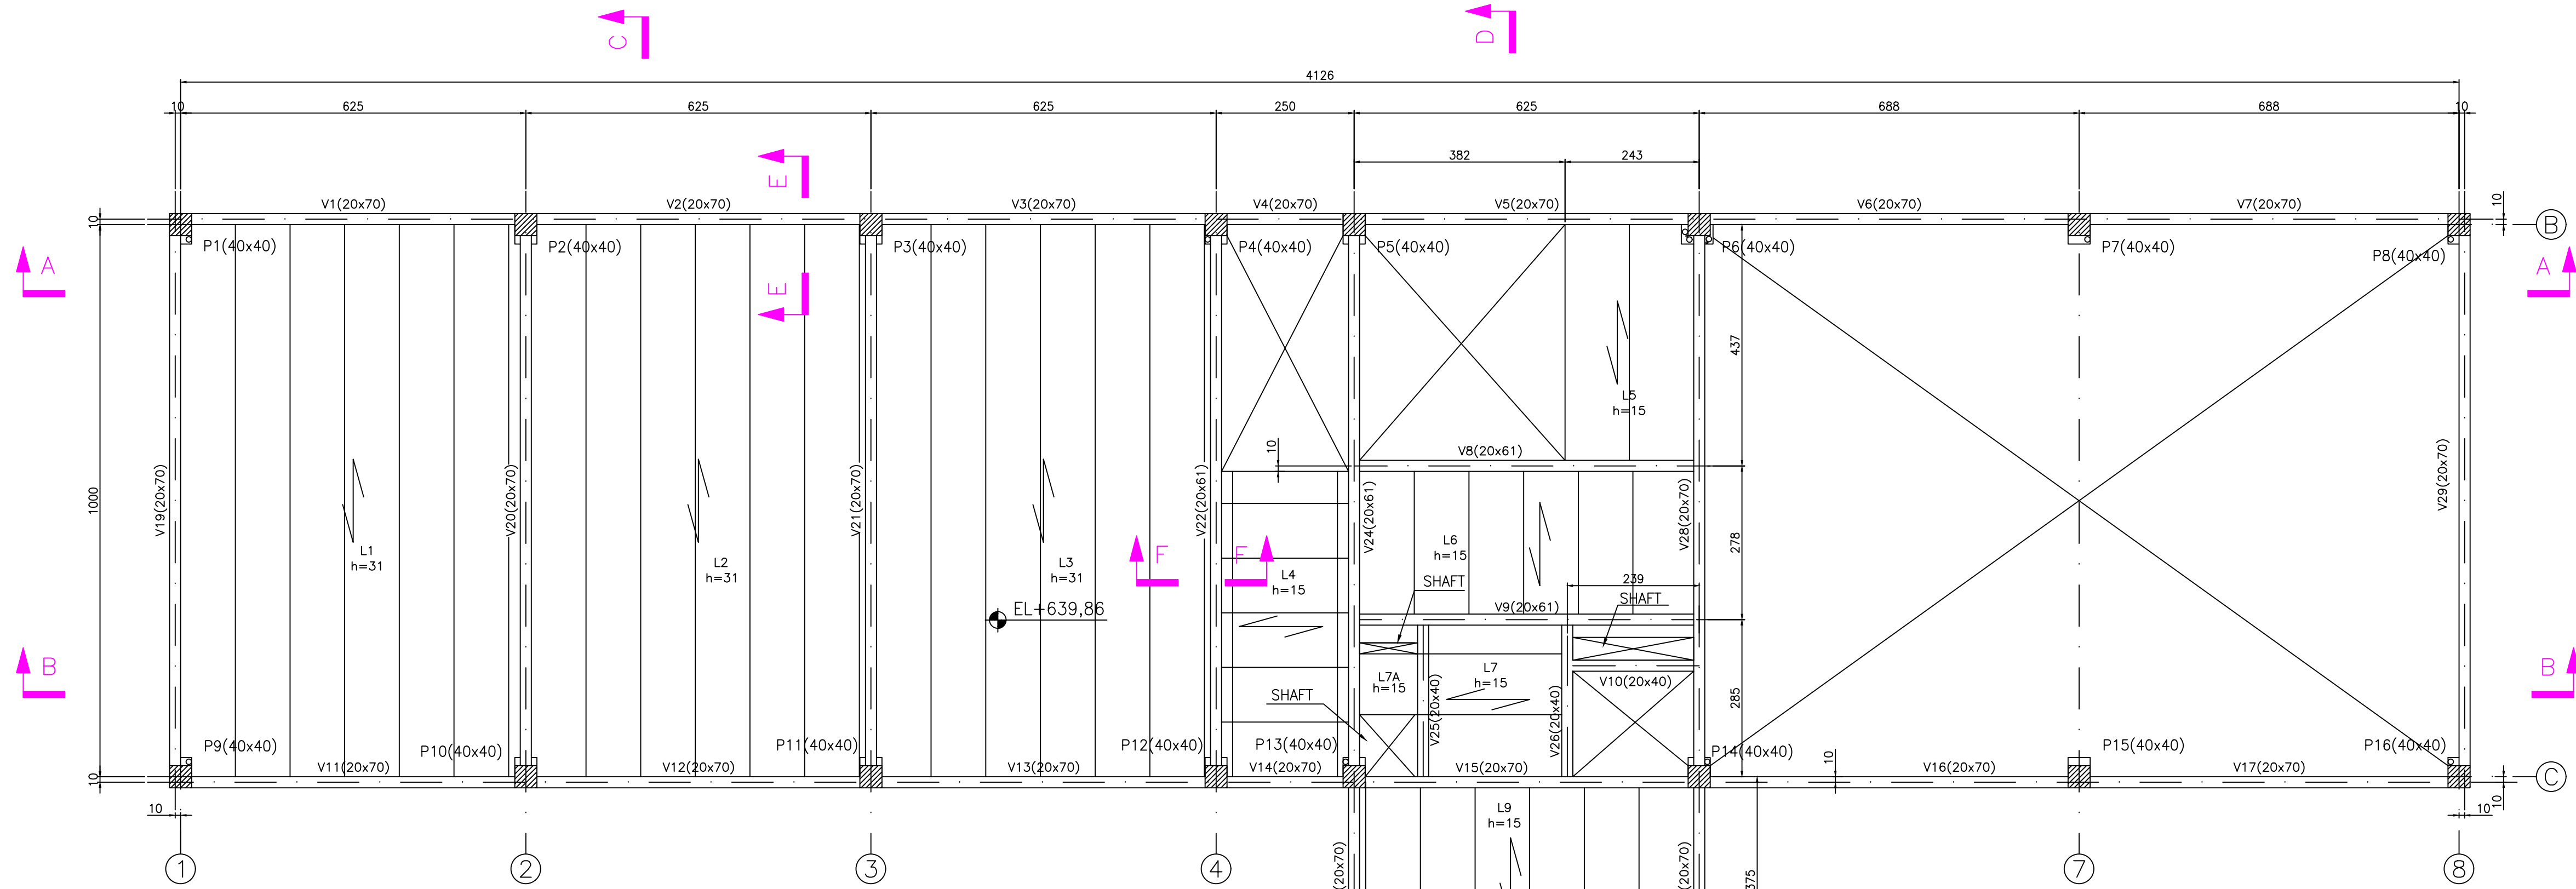 C
D
4126
10
625
625
625
250
625
688
688
10
382
243
E
10
10
V1(20x70)
V2(20x70)
V3(20x70)
V4(20x70)
V5(20x70)
V6(20x70)
V7(20x70)
B
P1(40x40)
P2(40x40)
P3(40x40)
P4(40x40)
P5(40x40)
P6(40x40)
P7(40x40)
P8(40x40)
A
A
E
437
L5
h=15
10
V8(20x61)
1000
V19(20x70)
V20(20x70)
V21(20x70)
V22(20x61)
V24(20x61)
V28(20x70)
V29(20x70)
L1
h=31
L2
h=31
L3
h=31
F
F
L4
h=15
L6
h=15
278
SHAFT
239
SHAFT
EL+639,86
V9(20x61)
B
B
L7A
h=15
L7
h=15
V10(20x40)
285
SHAFT
V25(20x40)
V26(20x40)
P9(40x40)
P10(40x40)
P11(40x40)
P12(40x40)
P13(40x40)
P14(40x40)
P15(40x40)
P16(40x40)
10
V11(20x70)
V12(20x70)
V13(20x70)
V14(20x70)
V15(20x70)
10
V16(20x70)
V17(20x70)
C
10
10
10
L9
h=15
(20x70)
(20x70)
375
1
2
3
4
7
8